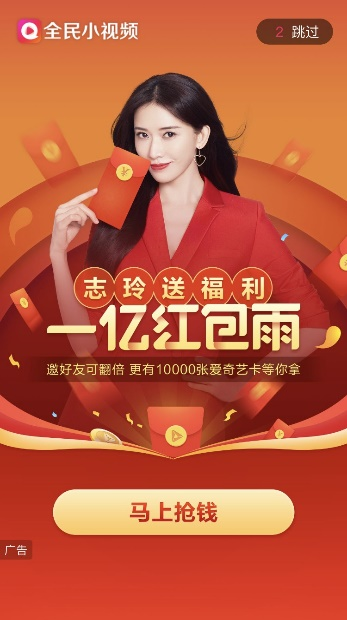 全民小视频
2 跳过
志玲送福利
一亿红包雨
邀好友可翻倍 更有10000张爱奇艺卡等你拿
马上抢钱
广告